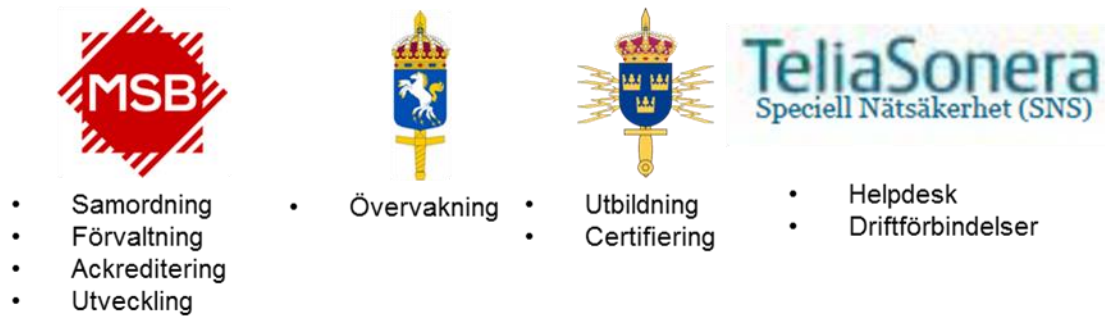 MSB
TeliaSonera
Speciell Nätsäkerhet (SNS)
• Samordning
• Förvaltning
• Ackreditering
• Utveckling
• Övervakning
• Utbildning
• Certifiering
• Helpdesk
• Driftförbindelser